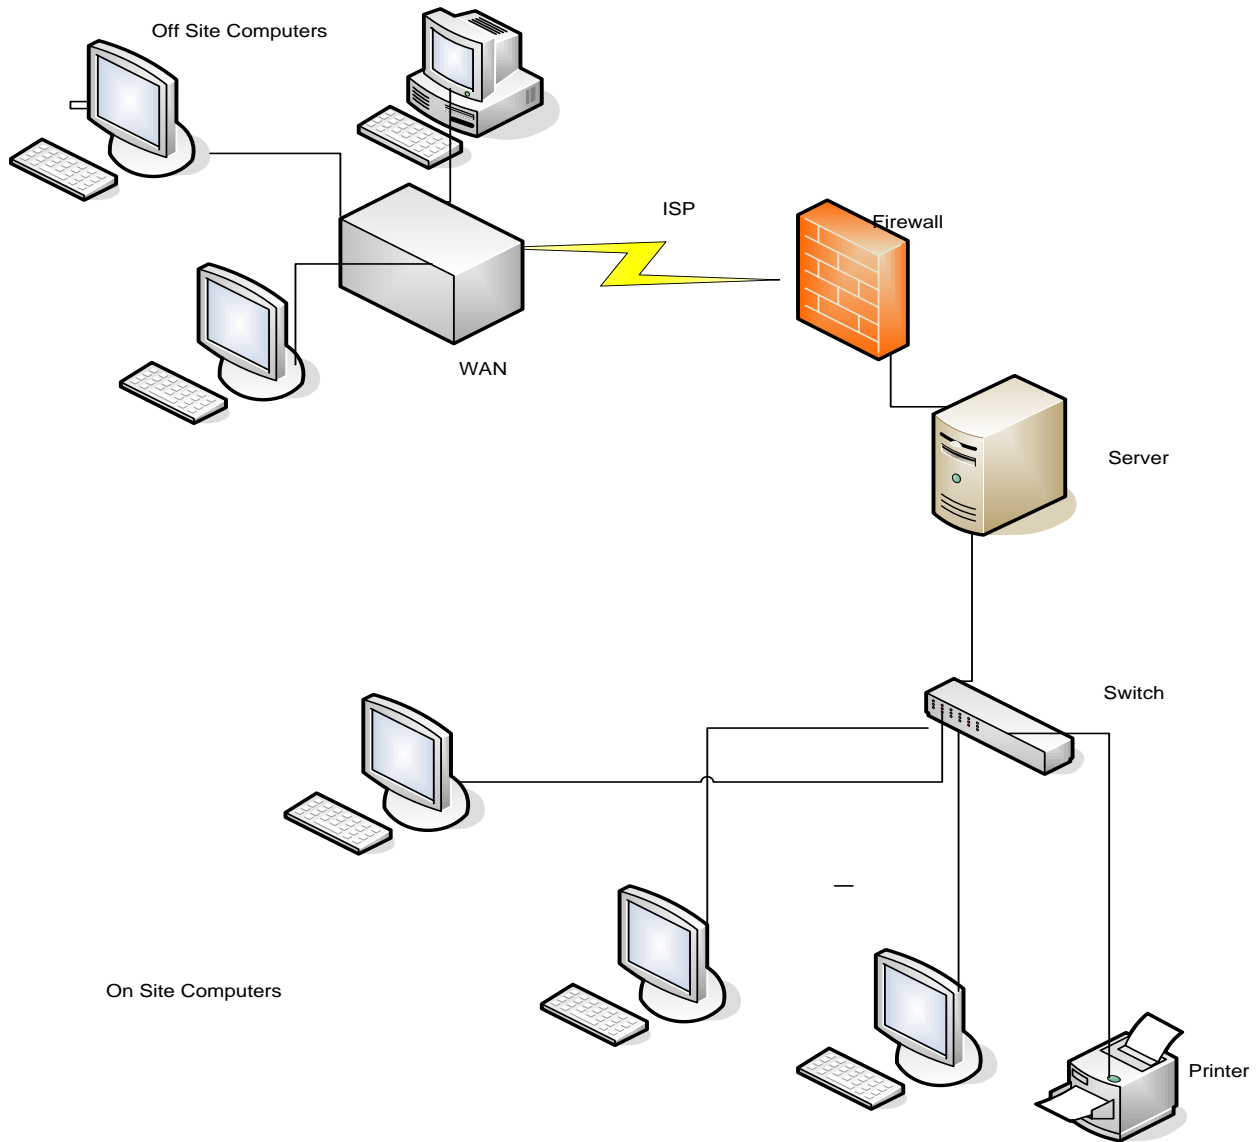 Off Site Computers
ISP
Firewall
WAN
Server
Switch
On Site Computers
Printer